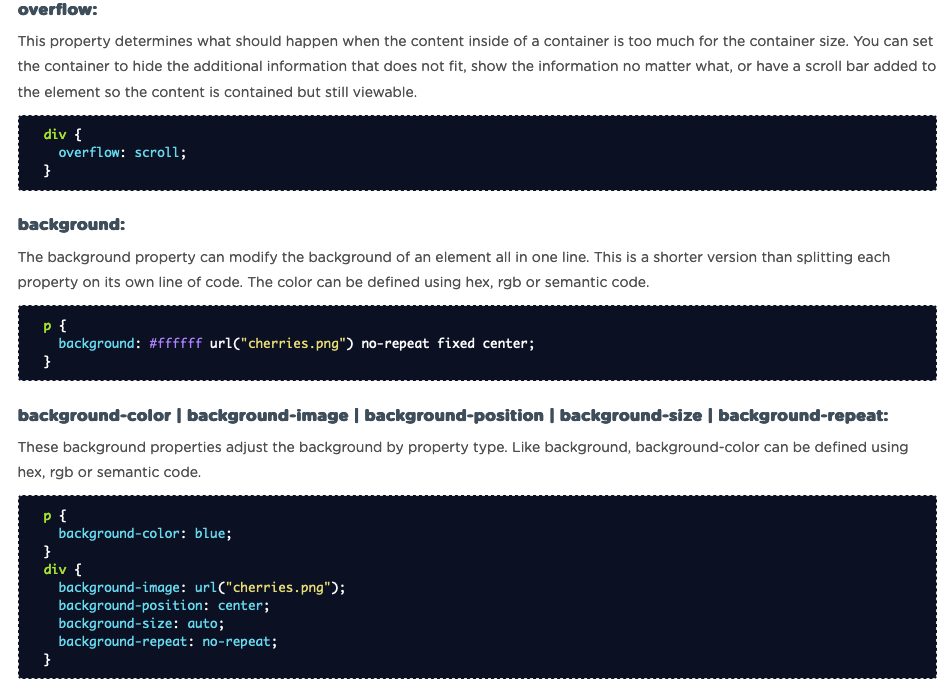 overflow:
This property determines what should happen when the content inside of a container is too much for the container size. You can set
the container to hide the additional information that does not fit, show the information no matter what, or have a scroll bar added to
the element so the content is contained but still viewable.
div {
  overflow: scroll;
}
background:
The background property can modify the background of an element all in one line. This is a shorter version than splitting each
property on its own line of code. The color can be defined using hex, rgb or semantic code.
p {
  background: #ffffff url("cherries.png") no-repeat fixed center;
}
background-color | background-image | background-position | background-size | background-repeat:
These background properties adjust the background by property type. Like background, background-color can be defined using
hex, rgb or semantic code.
p {
  background-color: blue;
}
div {
  background-image: url("cherries.png");
  background-position: center;
  background-size: auto;
  background-repeat: no-repeat;
}